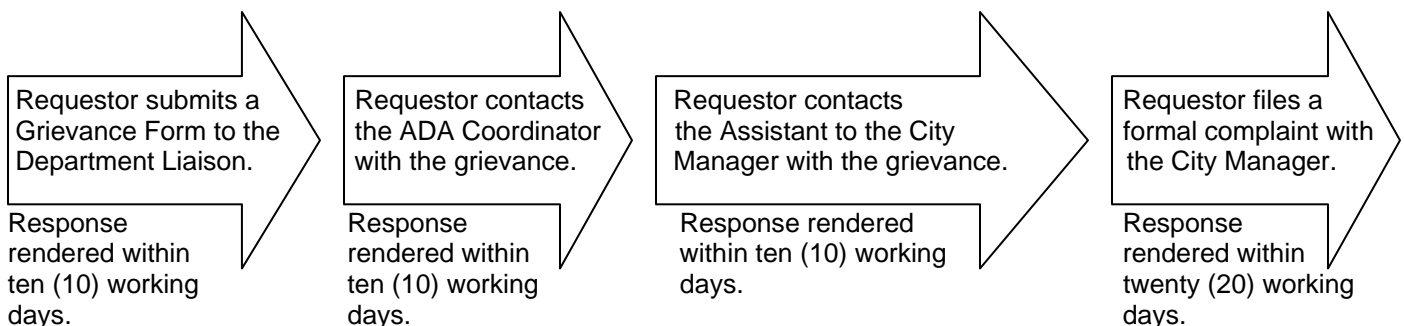 Requestor submits a
Grievance Form to the
Department Liaison.
Response
rendered within
ten (10) working
days.
Requestor contacts
the ADA Coordinator
with the grievance.
Response
rendered within
ten (10) working
days.
Requestor contacts
the Assistant to the City
Manager with the grievance.
Response rendered
within ten (10) working
days.
Requestor files a
formal complaint with
the City Manager.
Response
rendered within
twenty (20) working
days.